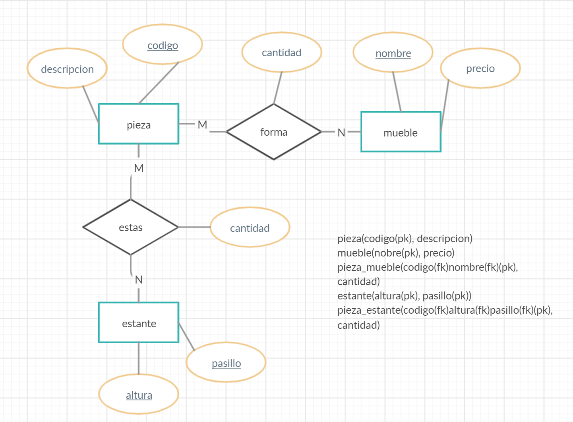 codigo
descripcion
cantidad
nombre
precio
pieza
M
forma
N
mueble
M
estas
cantidad
N
estante
pasillo
altura
pieza(codigo(pk), descripcion)
mueble(nobre(pk), precio)
pieza_mueble(codigo(fk)nombre(fk)(pk),
cantidad)
estante(altura(pk), pasillo(pk))
pieza_estante(codigo(fk)altura(fk)pasillo(fk)(pk),
cantidad)